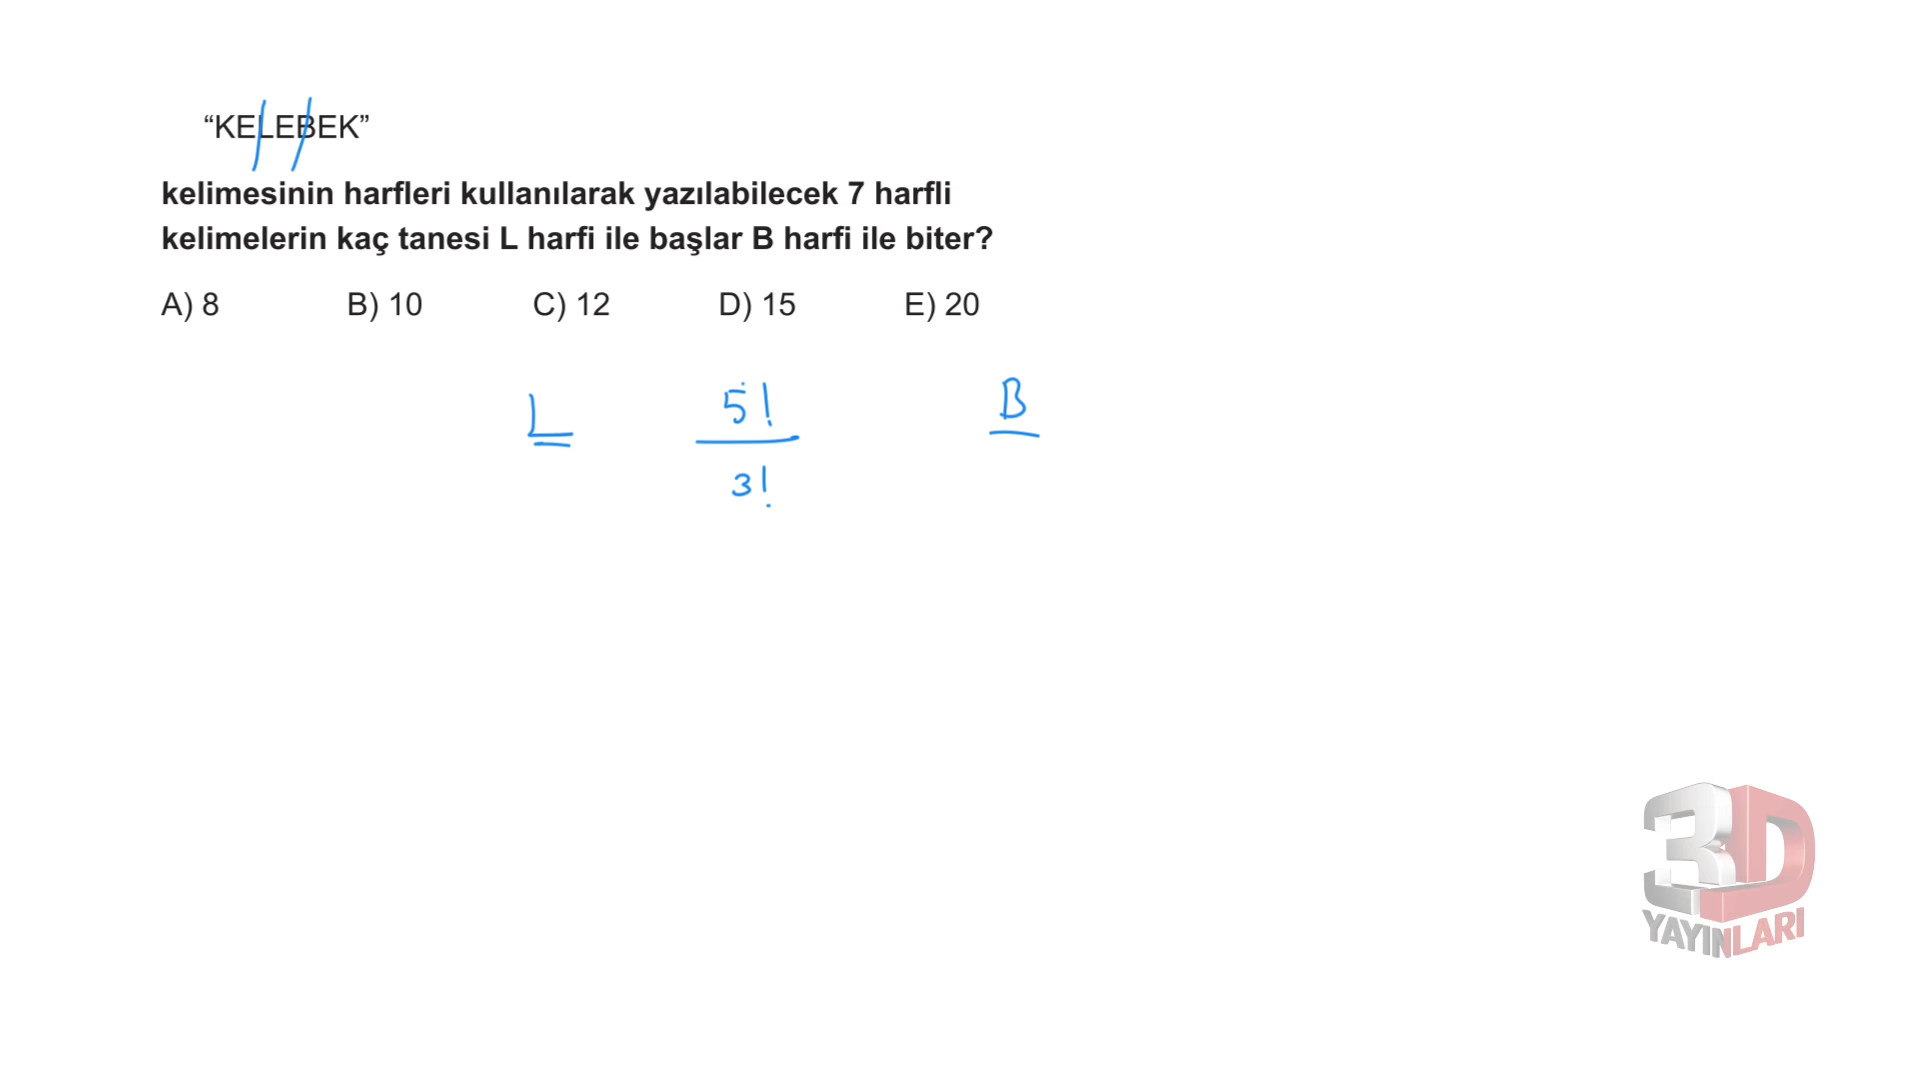 “KELEBEK”
kelimesinin harfleri kullanılarak yazılabilecek 7 harfli
kelimelerin kaç tanesi L harfi ile başlar B harfi ile biter?
A) 8 B) 10 C) 12 D) 15 E) 20
L 5! B
3!
3D
YAYINLARI